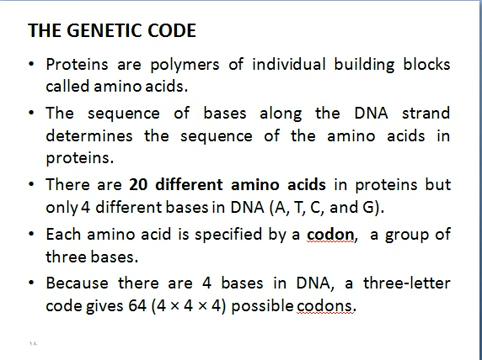 THE GENETIC CODE
• Proteins are polymers of individual building blocks
called amino acids.
• The sequence of bases along the DNA strand
determines the sequence of the amino acids in
proteins.
• There are 20 different amino acids in proteins but
only 4 different bases in DNA (A, T, C, and G).
• Each amino acid is specified by a codon, a group of
three bases.
• Because there are 4 bases in DNA, a three-letter
code gives 64 (4 × 4 × 4) possible codons.